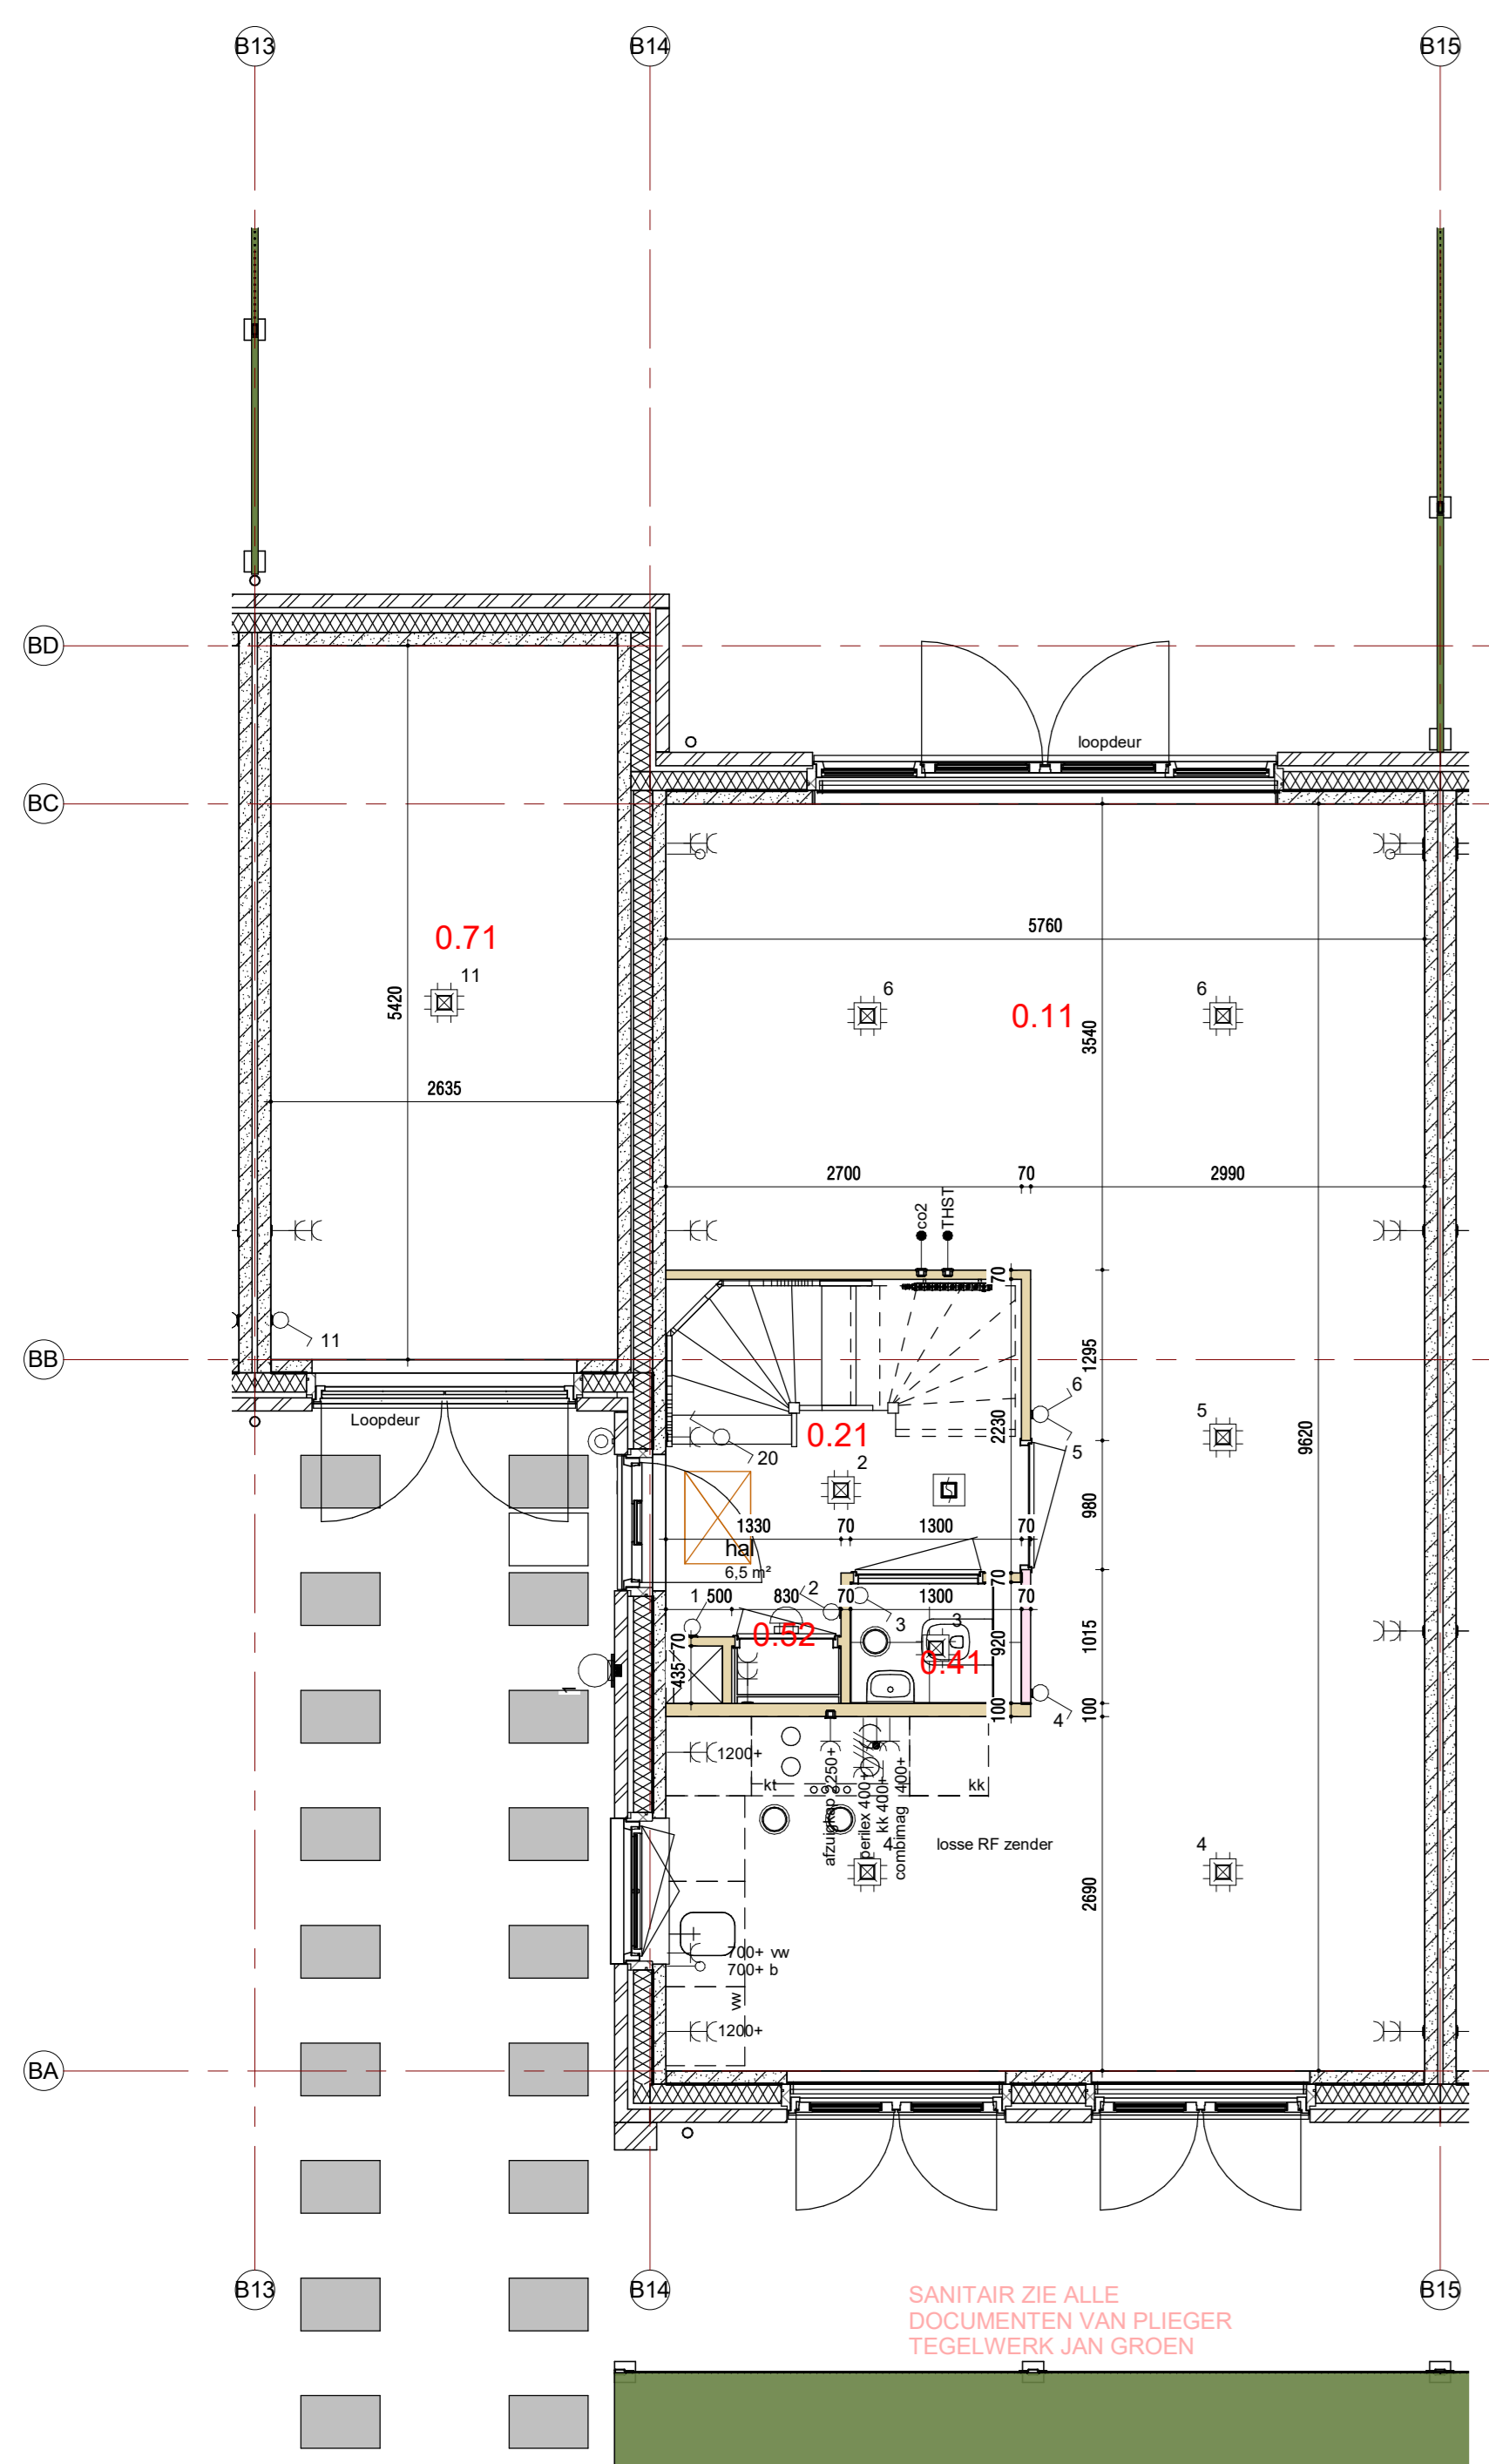 B13
B14
B15
BD
loopdeur
BC
5760
0.71
11
6
0.11
6
5420
3540
2635
2700
70
2990
co2
THST
70
11
1295
BB
6
Loopdeur
5
0.21
2230
5
9620
20
2
980
1330
70
1300
70
hal
6,5 m²
70
1
500
830
2
70
1300
70
3
3
0.52
920
1015
70
0.41
435
4
100
100
1200+
kt
kk
afzuigkap 2250+
perilex 400+
kk 400+
combimag 400+
4
losse RF zender
4
2690
700+ vw
700+ b
vw
1200+
BA
B13
B14
B15
SANITAIR ZIE ALLE
DOCUMENTEN VAN PLIEGER
TEGELWERK JAN GROEN